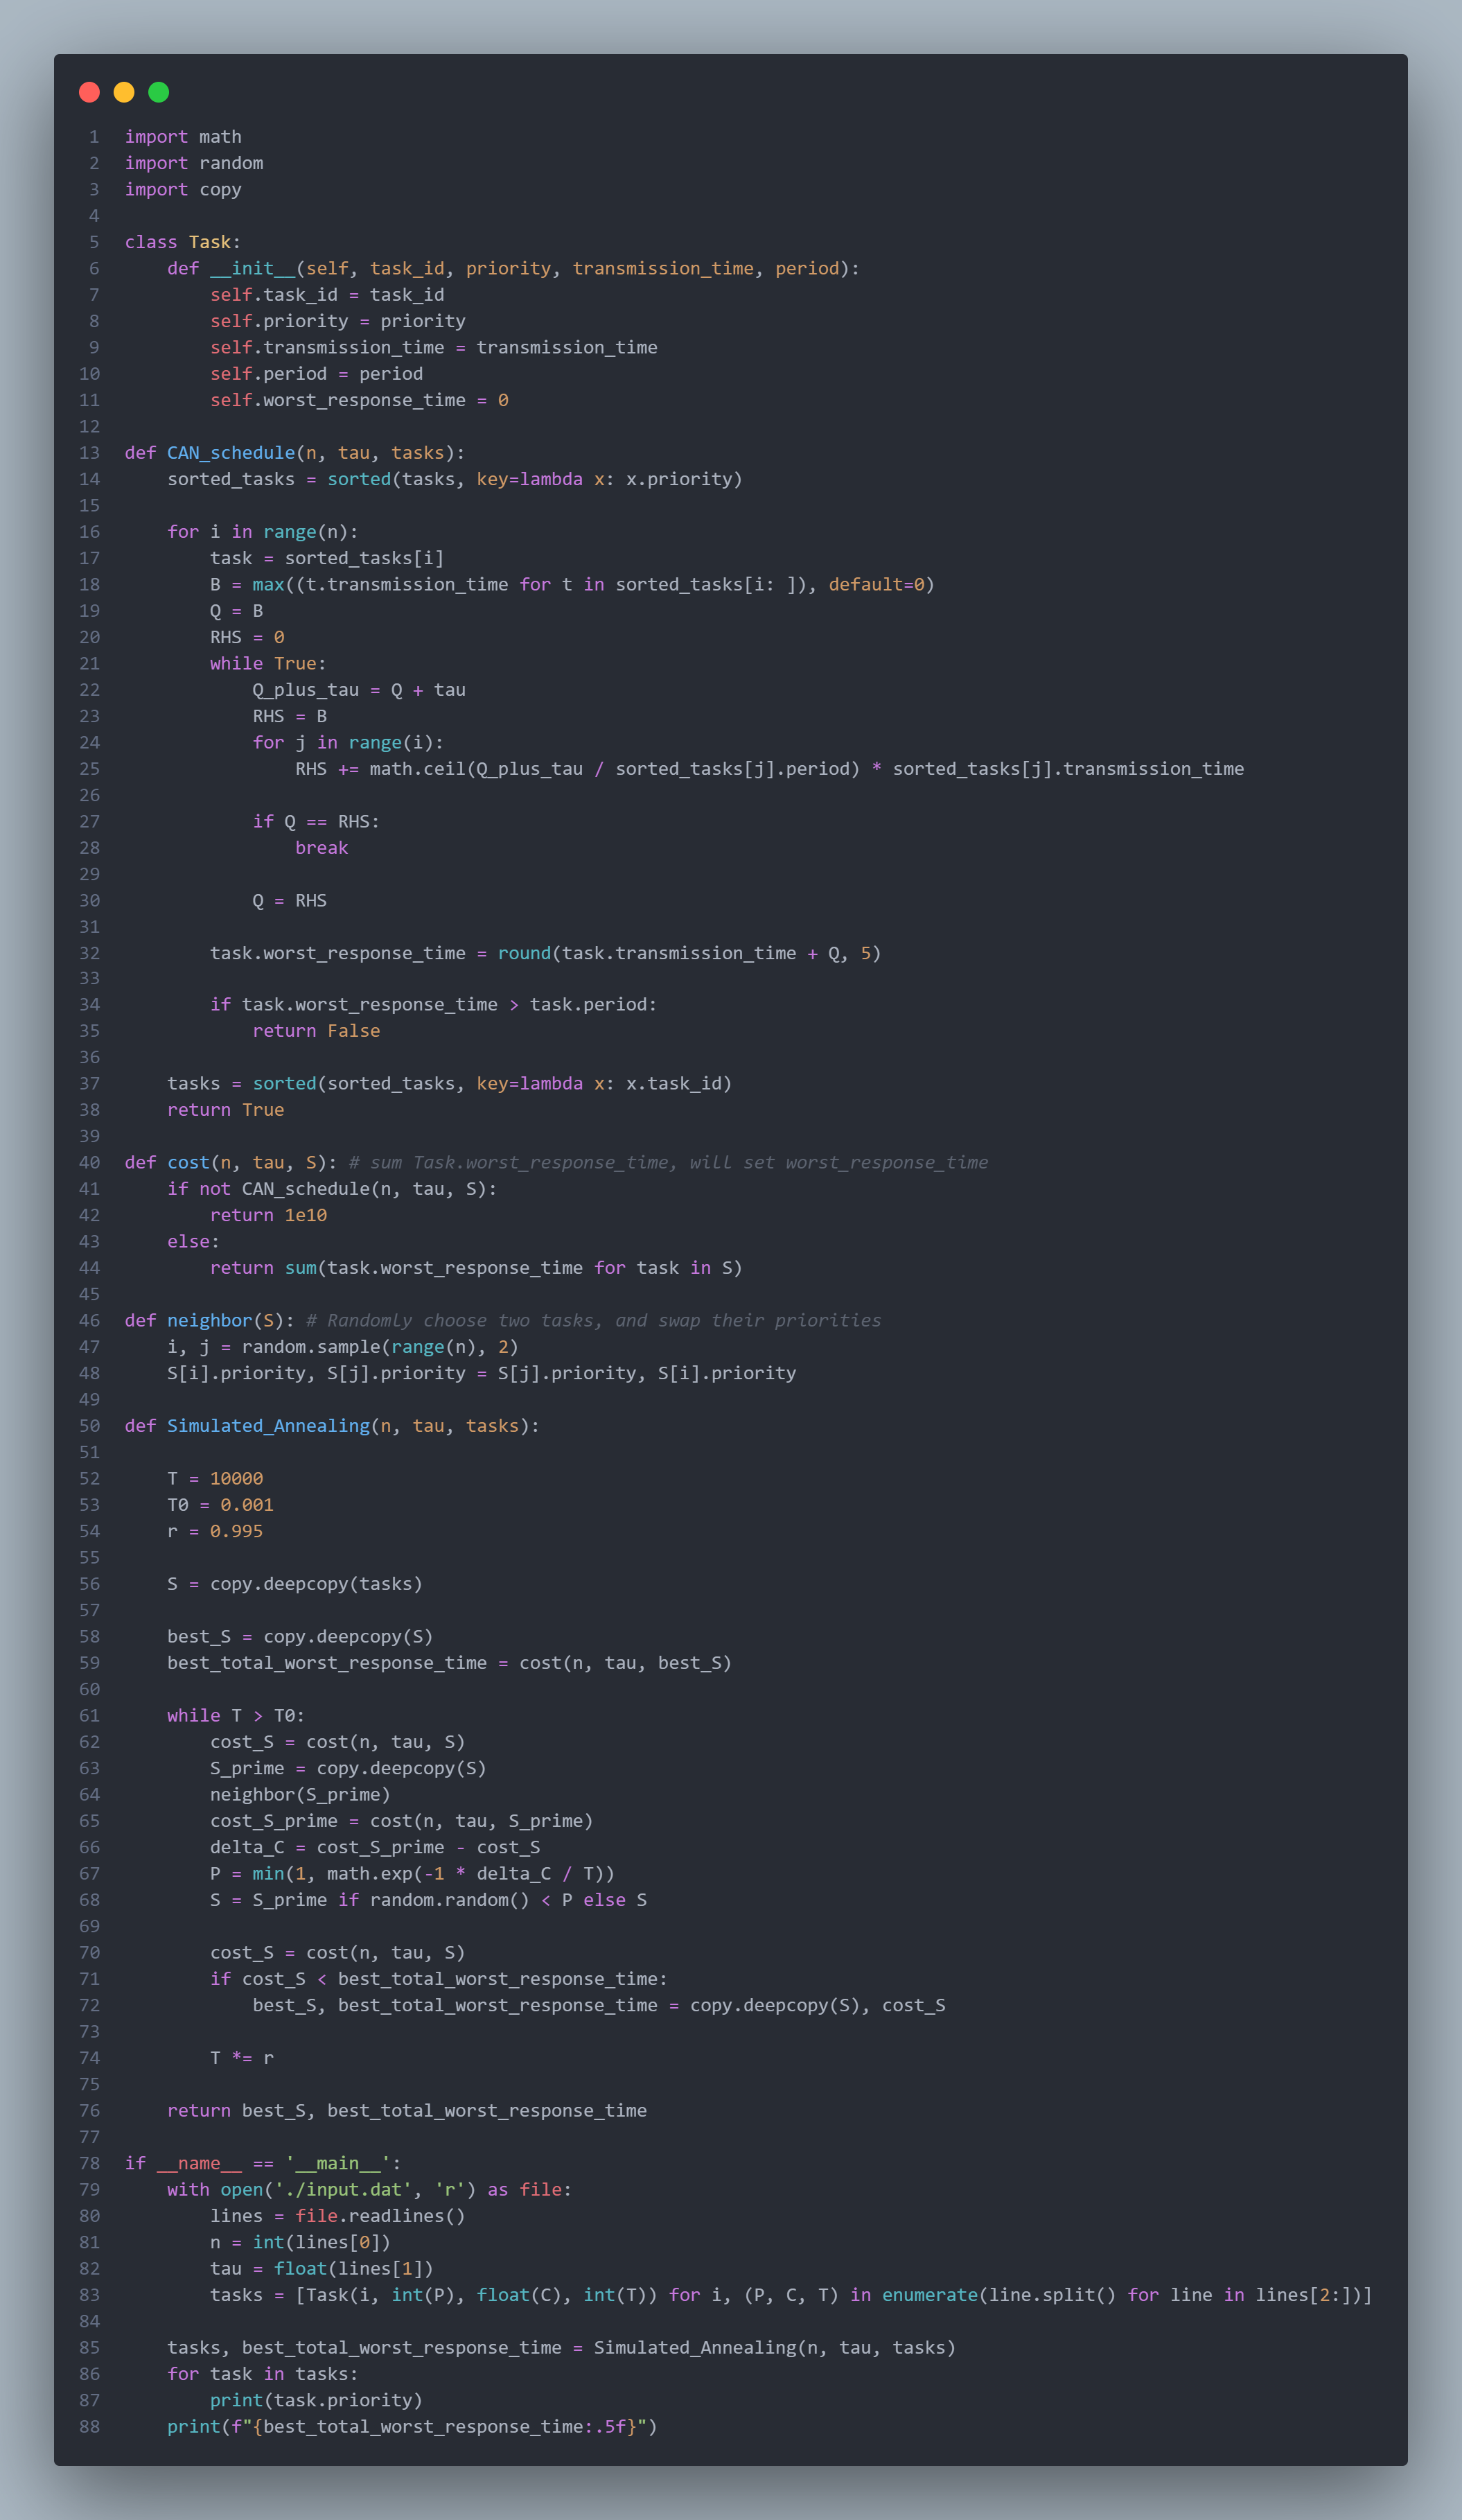 1 import math
2 import random
3 import copy
4
5 class Task:
6     def __init__(self, task_id, priority, transmission_time, period):
7         self.task_id = task_id
8         self.priority = priority
9         self.transmission_time = transmission_time
10         self.period = period
11         self.worst_response_time = 0
12
13 def CAN_schedule(n, tau, tasks):
14     sorted_tasks = sorted(tasks, key=lambda x: x.priority)
15
16     for i in range(n):
17         task = sorted_tasks[i]
18         B = max((t.transmission_time for t in sorted_tasks[i: ]), default=0)
19         Q = B
20         RHS = 0
21         while True:
22             Q_plus_tau = Q + tau
23             RHS = B
24             for j in range(i):
25                 RHS += math.ceil(Q_plus_tau / sorted_tasks[j].period) * sorted_tasks[j].transmission_time
26
27             if Q == RHS:
28                 break
29
30             Q = RHS
31
32         task.worst_response_time = round(task.transmission_time + Q, 5)
33
34         if task.worst_response_time > task.period:
35             return False
36
37     tasks = sorted(sorted_tasks, key=lambda x: x.task_id)
38     return True
39
40 def cost(n, tau, S): # sum Task.worst_response_time, will set worst_response_time
41     if not CAN_schedule(n, tau, S):
42         return 1e10
43     else:
44         return sum(task.worst_response_time for task in S)
45
46 def neighbor(S): # Randomly choose two tasks, and swap their priorities
47     i, j = random.sample(range(n), 2)
48     S[i].priority, S[j].priority = S[j].priority, S[i].priority
49
50 def Simulated_Annealing(n, tau, tasks):
51
52     T = 10000
53     T0 = 0.001
54     r = 0.995
55
56     S = copy.deepcopy(tasks)
57
58     best_S = copy.deepcopy(S)
59     best_total_worst_response_time = cost(n, tau, best_S)
60
61     while T > T0:
62         cost_S = cost(n, tau, S)
63         S_prime = copy.deepcopy(S)
64         neighbor(S_prime)
65         cost_S_prime = cost(n, tau, S_prime)
66         delta_C = cost_S_prime - cost_S
67         P = min(1, math.exp(-1 * delta_C / T))
68         S = S_prime if random.random() < P else S
69
70         cost_S = cost(n, tau, S)
71         if cost_S < best_total_worst_response_time:
72             best_S, best_total_worst_response_time = copy.deepcopy(S), cost_S
73
74         T *= r
75
76     return best_S, best_total_worst_response_time
77
78 if __name__ == '__main__':
79     with open('./input.dat', 'r') as file:
80         lines = file.readlines()
81         n = int(lines[0])
82         tau = float(lines[1])
83         tasks = [Task(i, int(P), float(C), int(T)) for i, (P, C, T) in enumerate(line.split() for line in lines[2:])]
84
85     tasks, best_total_worst_response_time = Simulated_Annealing(n, tau, tasks)
86     for task in tasks:
87         print(task.priority)
88     print(f"{best_total_worst_response_time:.5f}")